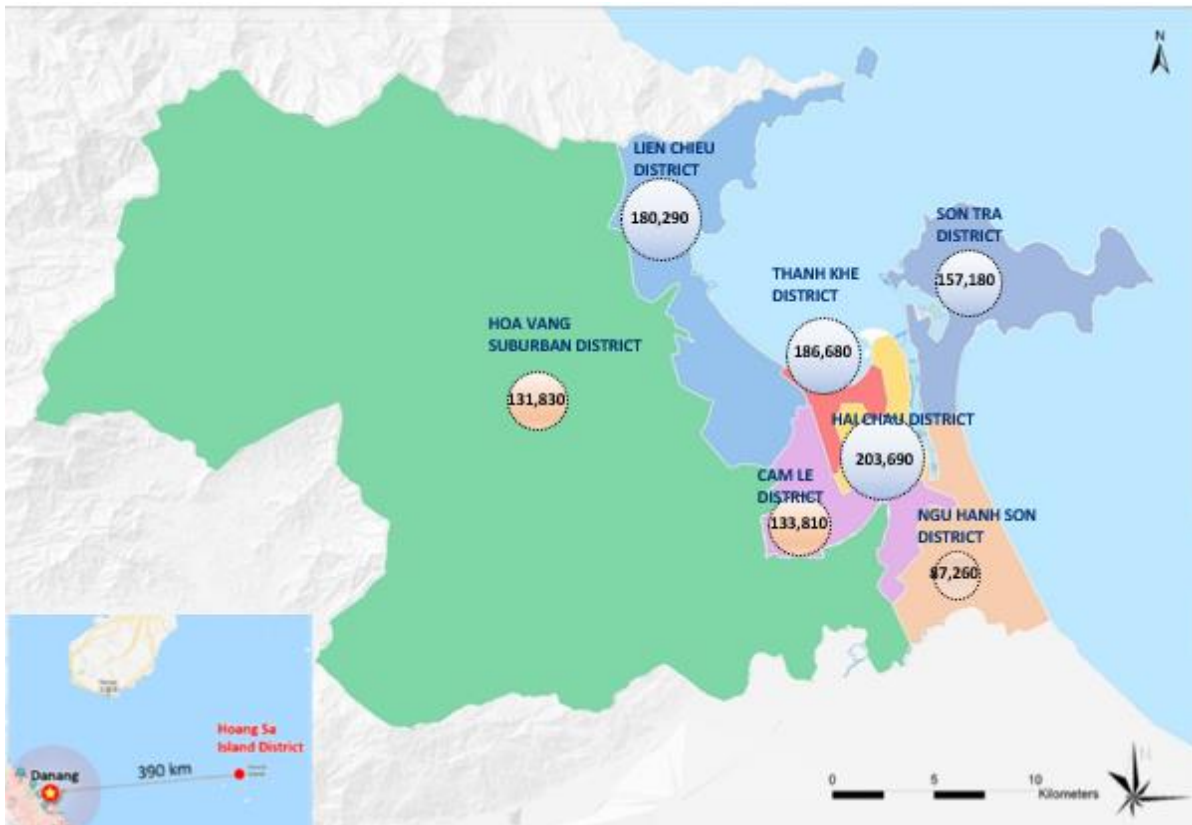 N
LIEN CHIEU
DISTRICT
180,290
SON TRA
DISTRICT
157,180
THANH KHE
DISTRICT
186,680
HOA VANG
SUBURBAN DISTRICT
131,830
HAI CHAU DISTRICT
203,690
CAM LE
DISTRICT
133,810
NGU HANH SON
DISTRICT
87,260
Hoang Sa
Island District
390 km
Danang
0 5 10
Kilometers